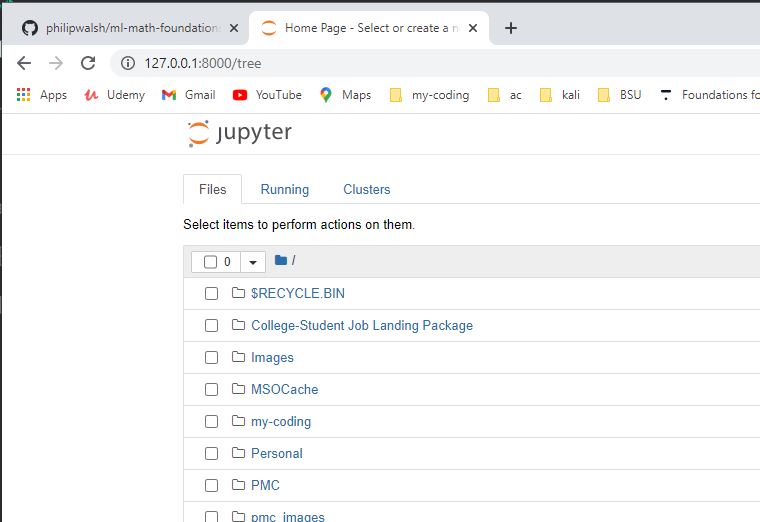 philipwalsh/ml-math-foundation
Home Page - Select or create a n
127.0.0.1:8000/tree
Apps Udemy Gmail YouTube Maps my-coding ac kali BSU Foundations fo
jupyter
Files Running Clusters
Select items to perform actions on them.
0 /
$RECYCLE.BIN
College-Student Job Landing Package
Images
MSOCache
my-coding
Personal
PMC
pmc_images